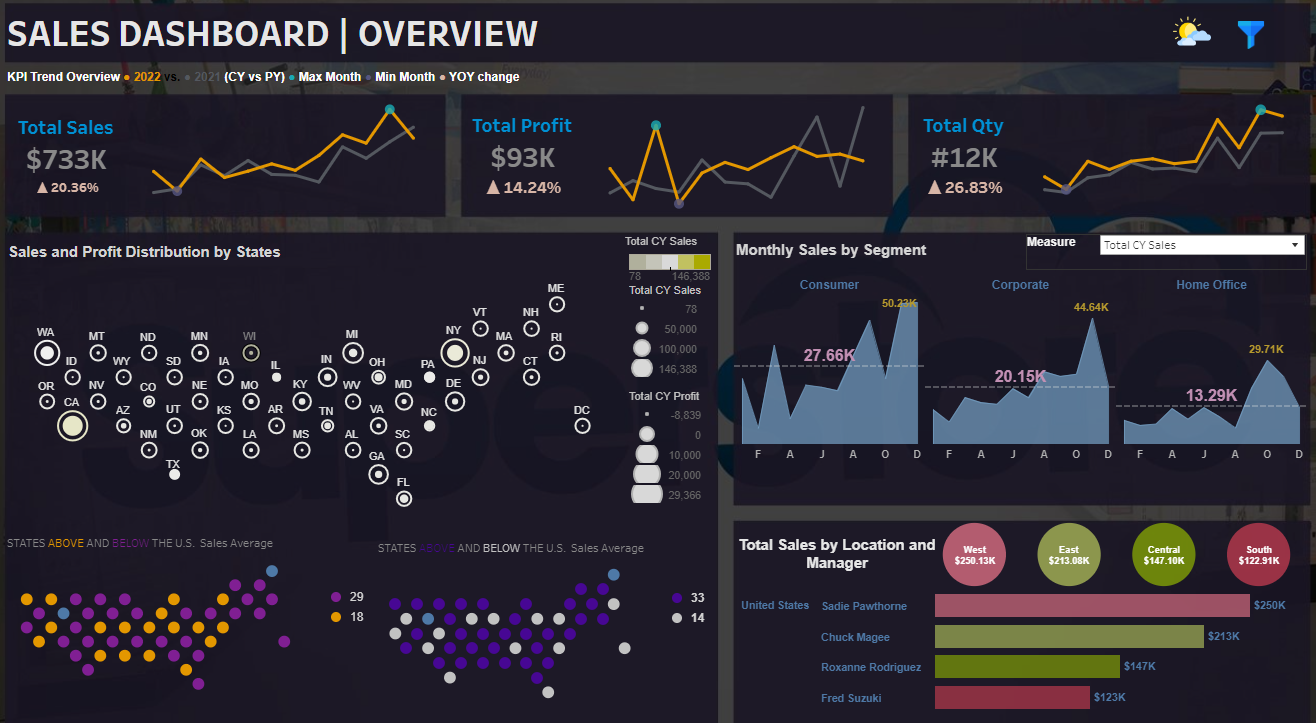 SALES DASHBOARD | OVERVIEW
KPI Trend Overview ● 2022 vs. ● 2021 (CY vs PY) ● Max Month ● Min Month ● YOY change
Total Sales
$733K
▲20.36%
Total Profit
$93K
▲14.24%
Total Qty
#12K
▲26.83%
Sales and Profit Distribution by States
Total CY Sales
78 146,388
Total CY Sales
78
50,000
100,000
146,388
Total CY Profit
-8,839
0
10,000
20,000
29,366
ME
VT NH
WA MT ND MN WI MI NY MA RI
ID WY SD IA IL IN OH PA NJ CT
OR NV CO NE MO KY WV MD DE
CA AZ UT KS AR TN VA NC DC
NM OK LA MS AL SC
TX GA
FL
STATES ABOVE AND BELOW THE U.S. Sales Average
29
18
STATES ABOVE AND BELOW THE U.S. Sales Average
33
14
Monthly Sales by Segment
Measure
Total CY Sales
Consumer Corporate Home Office
50.23K 44.64K 29.71K
27.66K 20.15K 13.29K
F A J A O D F A J A O D F A J A O D
Total Sales by Location and
Manager
West
$250.13K
East
$213.08K
Central
$147.10K
South
$122.91K
United States Sadie Pawthorne $250K
Chuck Magee $213K
Roxanne Rodriguez $147K
Fred Suzuki $123K